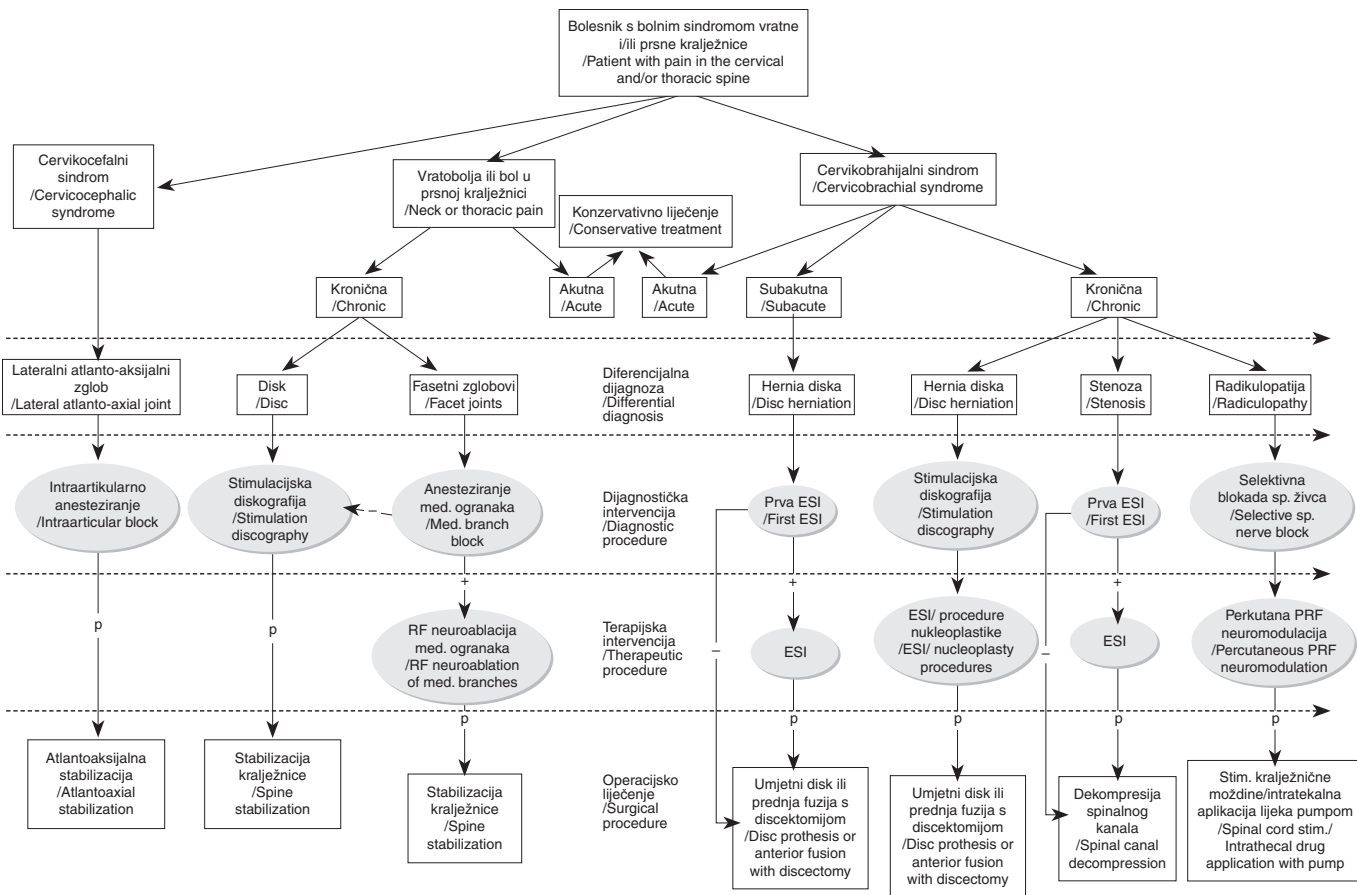 Bolesnik s bolnim sindromom vratne
i/ili prsne kralježnice
/Patient with pain in the cervical
and/or thoracic spine
Cervikocefalni
sindrom
/Cervicocephalic
syndrome
Vratobolja ili bol u
prsnoj kralježnici
/Neck or thoracic pain
Konzervativno liječenje
/Conservative treatment
Cervikobrahijalni sindrom
/Cervicobrachial syndrome
Kronična
/Chronic
Akutna
/Acute
Akutna
/Acute
Subakutna
/Subacute
Kronična
/Chronic
Lateralni atlanto-aksijalni
zglob
/Lateral atlanto-axial joint
Disk
/Disc
Fasetni zglobovi
/Facet joints
Diferencijalna
dijagnoza
/Differential
diagnosis
Hernia diska
/Disc herniation
Hernia diska
/Disc herniation
Stenoza
/Stenosis
Radikulopatija
/Radiculopathy
Intraartikularno
anesteziranje
/Intraarticular block
Stimulacijska
diskografija
/Stimulation
discography
Anesteziranje
med. ogranaka
/Med. branch
block
Dijagnostička
intervencija
/Diagnostic
procedure
Prva ESI
/First ESI
Stimulacijska
diskografija
/Stimulation
discography
Prva ESI
/First ESI
Selektivna
blokada sp. živca
/Selective sp.
nerve block
+
+
+
p
p
RF neuroablacija
med. ogranaka
/RF neuroablation
of med. branches
Terapijska
intervencija
/Therapeutic
procedure
–
ESI
ESI/ procedure
nukleoplastike
/ESI/ nucleoplasty
procedures
–
ESI
Perkutana PRF
neuromodulacija
/Percutaneous PRF
neuromodulation
p
p
p
p
p
Atlantoaksijalna
stabilizacija
/Atlantoaxial
stabilization
Stabilizacija
kralježnice
/Spine
stabilization
Stabilizacija
kralježnice
/Spine
stabilization
Operacijsko
liječenje
/Surgical
procedure
Umjetni disk ili
prednja fuzija s
discektomijom
/Disc prothesis or
anterior fusion
with discectomy
Umjetni disk ili
prednja fuzija s
discektomijom
/Disc prothesis or
anterior fusion
with discectomy
Dekompresija
spinalnog
kanala
/Spinal canal
decompression
Stim. kralježnične
moždine/intratekalna
aplikacija lijeka pumpom
/Spinal cord stim./
Intrathecal drug
application with pump